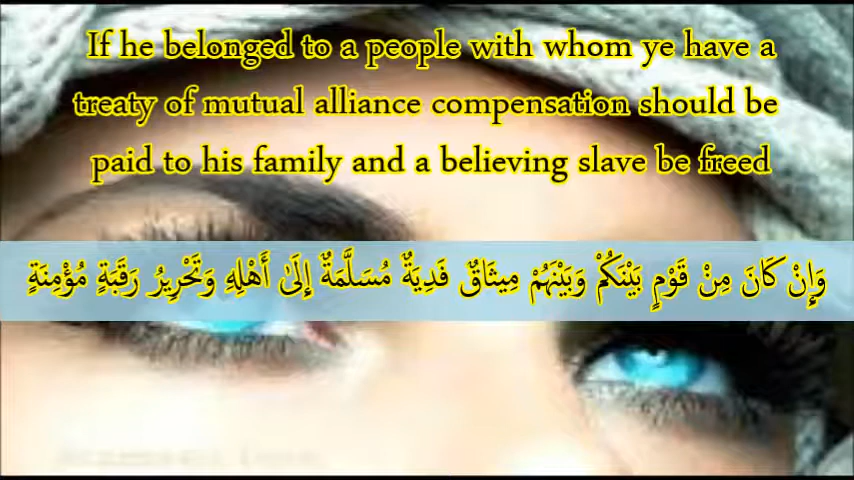 If he belonged to a people with whom ye have a
treaty of mutual alliance compensation should be
paid to his family and a believing slave be freed
وَإِنْ كَانَ مِنْ قَوْمٍ بَيْنَكُمْ وَبَيْنَهُمْ مِيثَاقٌ فَدِيَةٌ مُسَلَّمَةٌ إِلَىٰ أَهْلِهِ وَتَحْرِيرُ رَقَبَةٍ مُؤْمِنَةٍ